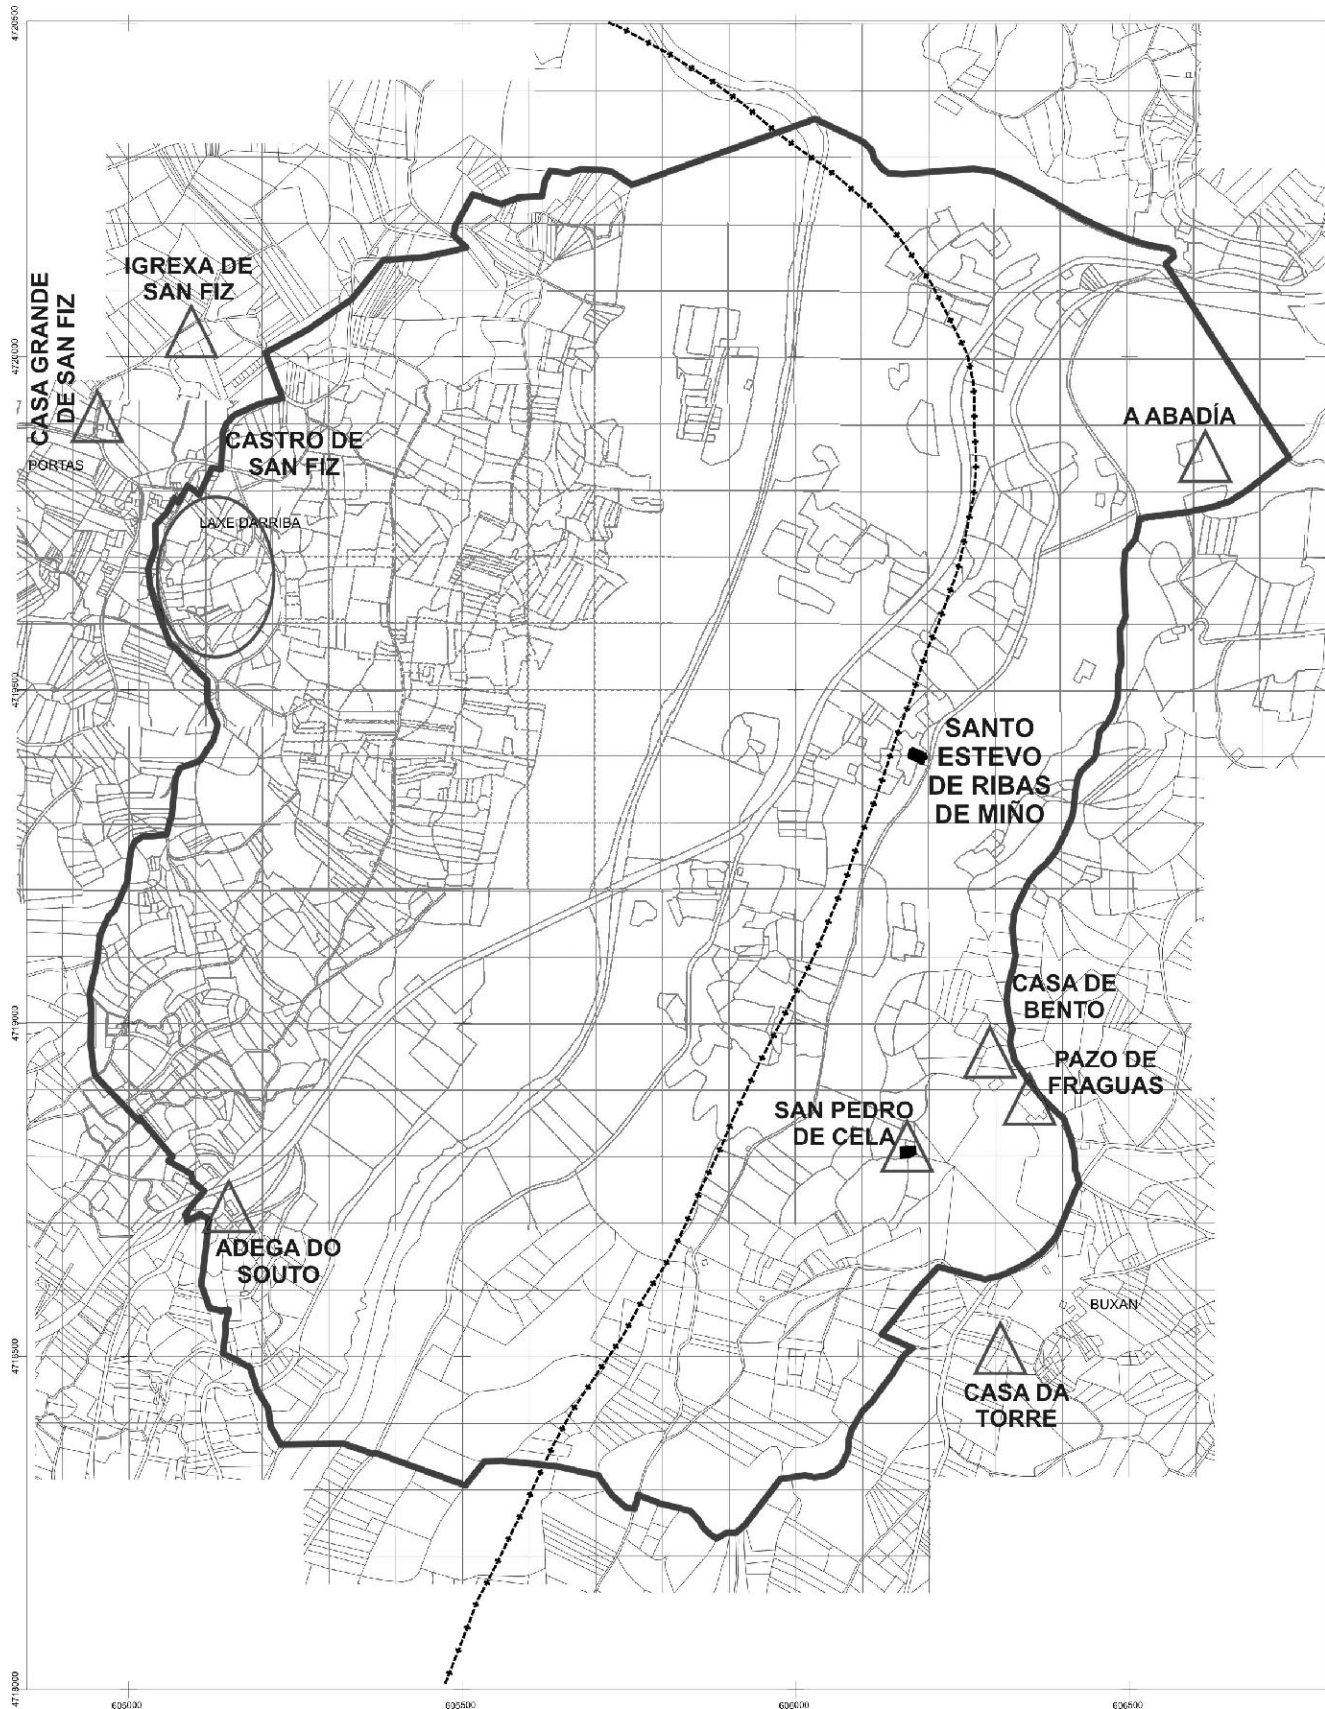 4720500
IGREXA DE
SAN FIZ
CASA GRANDE
DE SAN FIZ
4720000
A ABADÍA
CASTRO DE
SAN FIZ
PORTAS
LAXE DARRIBA
4719500
SANTO
ESTEVO
DE RIBAS
DE MIÑO
CASA DE
BENTO
4719000
PAZO DE
FRAGUAS
SAN PEDRO
DE CELA
ADEGA DO
SOUTO
BUXAN
4718500
CASA DA
TORRE
4718000
605000
605500
606000
606500